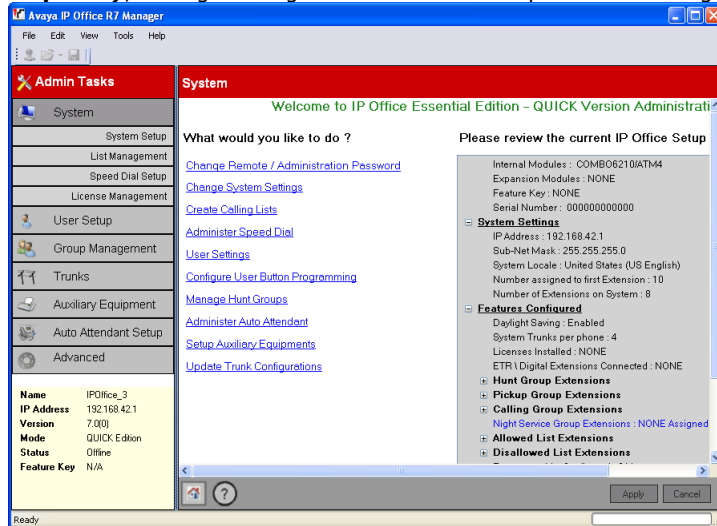 Avaya IP Office R7 Manager
File Edit View Tools Help
Admin Tasks
System
System Setup
List Management
Speed Dial Setup
License Management
User Setup
Group Management
Trunks
Auxiliary Equipment
Auto Attendant Setup
Advanced
Name IPOffice_3
IP Address 192.168.42.1
Version 7.0(0)
Mode QUICK Edition
Status Offline
Feature Key N/A
System
Welcome to IP Office Essential Edition - QUICK Version Administrati
What would you like to do ?
Change Remote / Administration Password
Change System Settings
Create Calling Lists
Administer Speed Dial
User Settings
Configure User Button Programming
Manage Hunt Groups
Administer Auto Attendant
Setup Auxiliary Equipments
Update Trunk Configurations
Please review the current IP Office Setup
Internal Modules : COMBO6210/ATM4
Expansion Modules : NONE
Feature Key : NONE
Serial Number : 000000000000
System Settings
IP Address : 192.168.42.1
Sub-Net Mask : 255.255.255.0
System Locale : United States (US English)
Number assigned to first Extension : 10
Number of Extensions on System : 8
Features Configured
Daylight Saving : Enabled
System Trunks per phone : 4
Licenses Installed : NONE
ETR \ Digital Extensions Connected : NONE
Hunt Group Extensions
Pickup Group Extensions
Calling Group Extensions
Night Service Group Extensions : NONE Assigned
Allowed List Extensions
Disallowed List Extensions
Apply Cancel
Ready